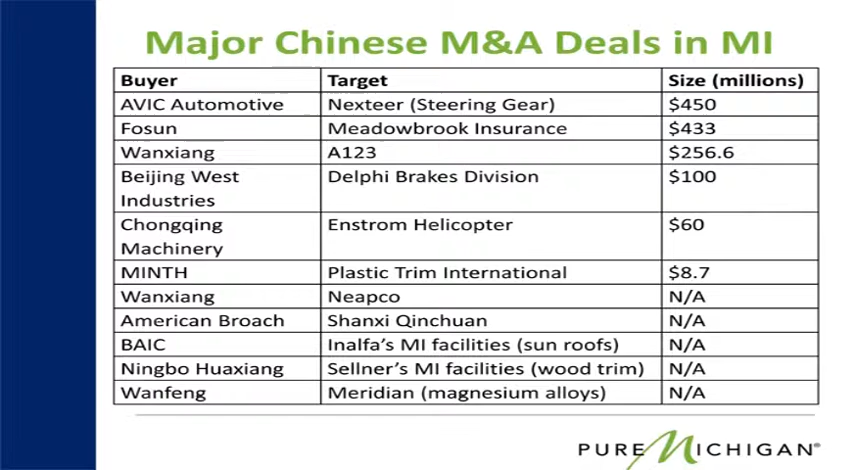 Major Chinese M&A Deals in MI
Buyer Target Size (millions)
AVIC Automotive Nexteer (Steering Gear) $450
Fosun Meadowbrook Insurance $433
Wanxiang A123 $256.6
Beijing West Delphi Brakes Division $100
Industries
Chongqing Enstrom Helicopter $60
Machinery
MINTH Plastic Trim International $8.7
Wanxiang Neapco N/A
American Broach Shanxi Qinchuan N/A
BAIC Inalfa's MI facilities (sun roofs) N/A
Ningbo Huaxiang Sellner's MI facilities (wood trim) N/A
Wanfeng Meridian (magnesium alloys) N/A
PURE MICHIGAN®